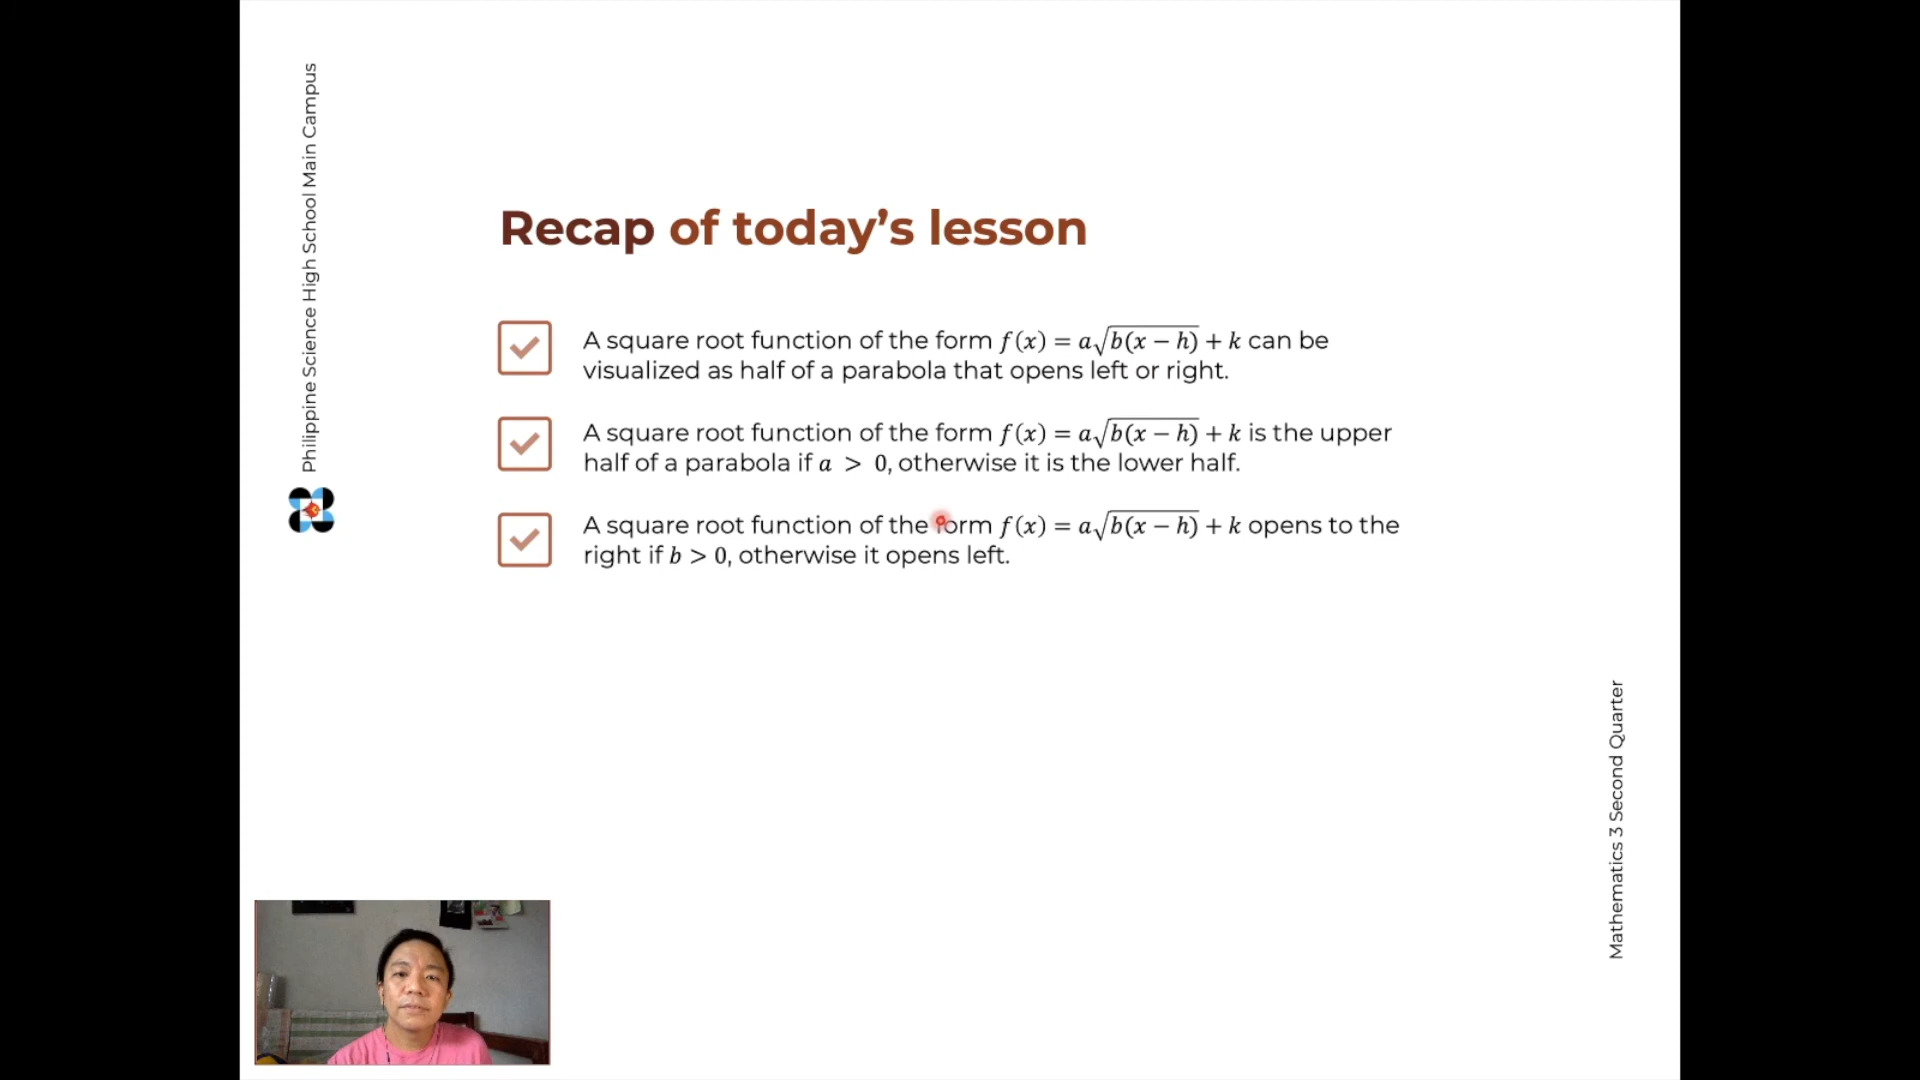 Philippine Science High School Main Campus
Recap of today’s lesson
A square root function of the form f(x) = a√(b(x − h)) + k can be
visualized as half of a parabola that opens left or right.
A square root function of the form f(x) = a√(b(x − h)) + k is the upper
half of a parabola if a > 0, otherwise it is the lower half.
A square root function of the form f(x) = a√(b(x − h)) + k opens to the
right if b > 0, otherwise it opens left.
Mathematics 3 Second Quarter